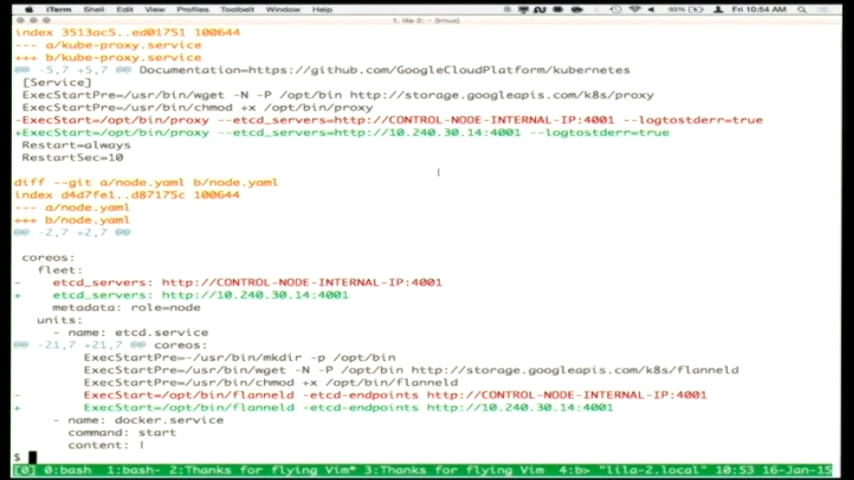 iTerm Shell Edit View Profiles Toolbelt Window Help 93% Fri 10:54 AM
1. lila-2: ~ (tmux)
index 3513ac5..ed01751 100644
--- a/kube-proxy.service
+++ b/kube-proxy.service
@@ -5,7 +5,7 @@ Documentation=https://github.com/GoogleCloudPlatform/kubernetes
[Service]
ExecStartPre=/usr/bin/wget -N -P /opt/bin http://storage.googleapis.com/k8s/proxy
ExecStartPre=/usr/bin/chmod +x /opt/bin/proxy
-ExecStart=/opt/bin/proxy --etcd_servers=http://CONTROL-NODE-INTERNAL-IP:4001 --logtostderr=true
+ExecStart=/opt/bin/proxy --etcd_servers=http://10.240.30.14:4001 --logtostderr=true
Restart=always
RestartSec=10
diff --git a/node.yaml b/node.yaml
index d4d7fe1..d87175c 100644
--- a/node.yaml
+++ b/node.yaml
@@ -2,7 +2,7 @@
coreos:
fleet:
- etcd_servers: http://CONTROL-NODE-INTERNAL-IP:4001
+ etcd_servers: http://10.240.30.14:4001
metadata: role=node
units:
- name: etcd.service
@@ -21,7 +21,7 @@ coreos:
ExecStartPre=-/usr/bin/mkdir -p /opt/bin
ExecStartPre=/usr/bin/wget -N -P /opt/bin http://storage.googleapis.com/k8s/flanneld
ExecStartPre=/usr/bin/chmod +x /opt/bin/flanneld
- ExecStart=/opt/bin/flanneld -etcd-endpoints http://CONTROL-NODE-INTERNAL-IP:4001
+ ExecStart=/opt/bin/flanneld -etcd-endpoints http://10.240.30.14:4001
- name: docker.service
command: start
content: |
$
[0] 0:bash 1:bash- 2:Thanks for flying Vim* 3:Thanks for flying Vim 4:b> "lila-2.local" 10:53 16-Jan-15